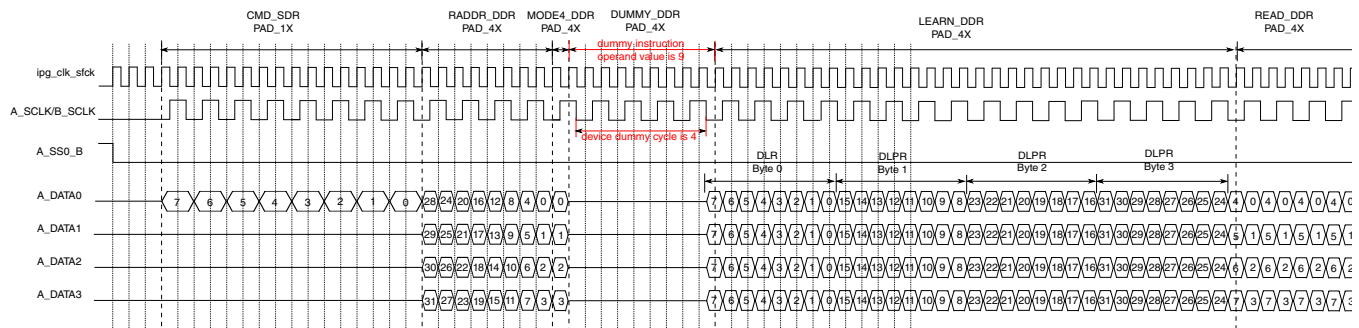 CMD_SDR RADDR_DDR MODE4_DDR DUMMY_DDR LEARN_DDR READ_DDR
PAD_1X PAD_4X PAD_4X PAD_4X PAD_4X PAD_4X
dummy instruction
operand value is 9
ipg_clk_sfck
A_SCLK/B_SCLK
device dummy cycle is 4
A_SS0_B
DLR DLPR DLPR DLPR
Byte 0 Byte 1 Byte 2 Byte 3
A_DATA0 7 6 5 4 3 2 1 0 28 24 20 16 12 8 4 0 0 7 6 5 4 3 2 1 0 15 14 13 12 11 10 9 8 23 22 21 20 19 18 17 16 31 30 29 28 27 26 25 24 4 0 4 0 4 0 4 0
A_DATA1 29 25 21 17 13 9 5 1 1 7 6 5 4 3 2 1 0 15 14 13 12 11 10 9 8 23 22 21 20 19 18 17 16 31 30 29 28 27 26 25 24 5 1 5 1 5 1 5 1
A_DATA2 30 26 22 18 14 10 6 2 2 7 6 5 4 3 2 1 0 15 14 13 12 11 10 9 8 23 22 21 20 19 18 17 16 31 30 29 28 27 26 25 24 6 2 6 2 6 2 6 2
A_DATA3 31 27 23 19 15 11 7 3 3 7 6 5 4 3 2 1 0 15 14 13 12 11 10 9 8 23 22 21 20 19 18 17 16 31 30 29 28 27 26 25 24 7 3 7 3 7 3 7 3